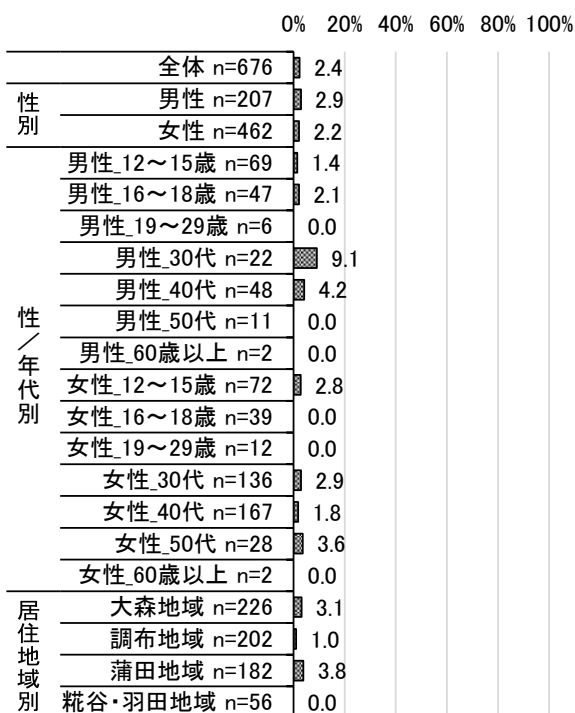 0% 20% 40% 60% 80% 100%
全体 n=676 2.4
性別
男性 n=207 2.9
女性 n=462 2.2
性／年代別
男性_12～15歳 n=69 1.4
男性_16～18歳 n=47 2.1
男性_19～29歳 n=6 0.0
男性_30代 n=22 9.1
男性_40代 n=48 4.2
男性_50代 n=11 0.0
男性_60歳以上 n=2 0.0
女性_12～15歳 n=72 2.8
女性_16～18歳 n=39 0.0
女性_19～29歳 n=12 0.0
女性_30代 n=136 2.9
女性_40代 n=167 1.8
女性_50代 n=28 3.6
女性_60歳以上 n=2 0.0
居住地域別
大森地域 n=226 3.1
調布地域 n=202 1.0
蒲田地域 n=182 3.8
糀谷・羽田地域 n=56 0.0